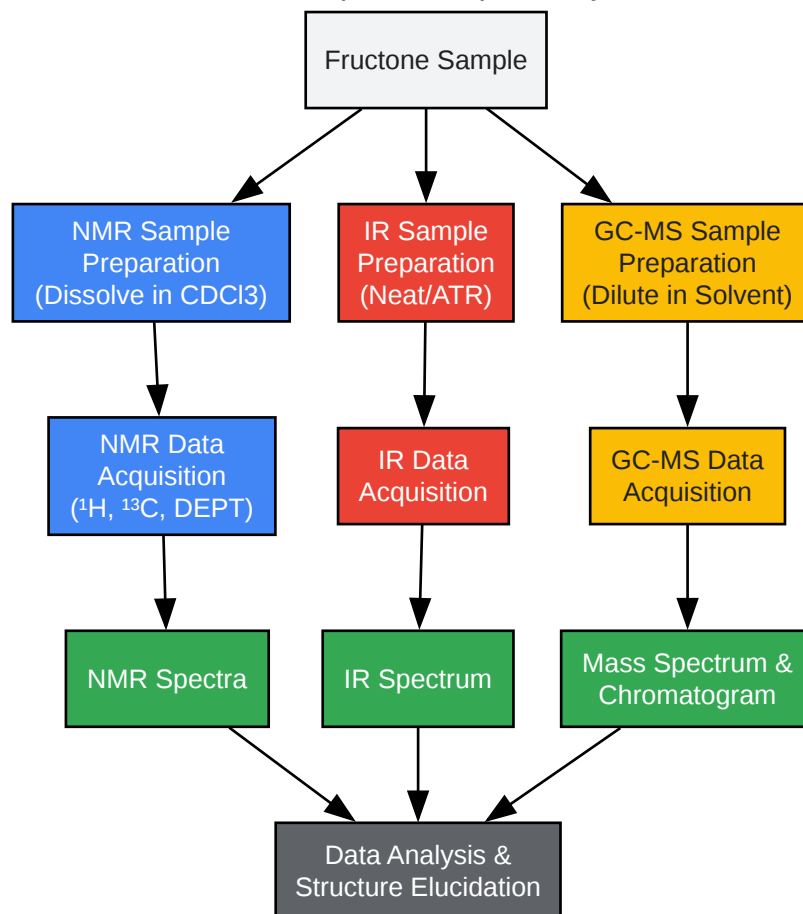 Fructone Sample
NMR Sample
Preparation
(Dissolve in CDCl3)
IR Sample
Preparation
(Neat/ATR)
GC-MS Sample
Preparation
(Dilute in Solvent)
NMR Data
Acquisition
(¹H, ¹³C, DEPT)
IR Data
Acquisition
GC-MS Data
Acquisition
NMR Spectra
IR Spectrum
Mass Spectrum &
Chromatogram
Data Analysis &
Structure Elucidation